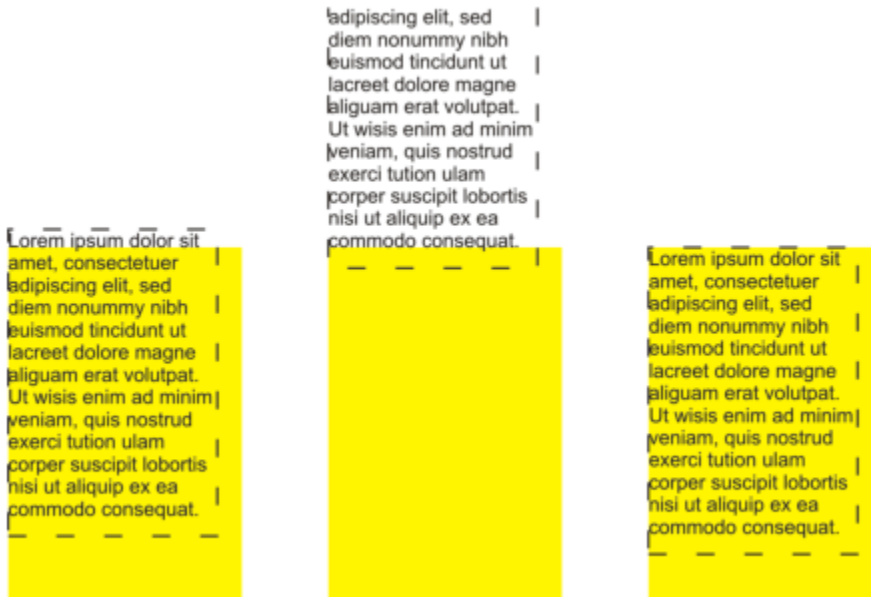 Lorem ipsum dolor sit
amet, consectetuer
adipiscing elit, sed
diem nonummy nibh
euismod tincidunt ut
lacreet dolore magne
aliguam erat volutpat.
Ut wisis enim ad minim
veniam, quis nostrud
exerci tution ulam
corper suscipit lobortis
nisi ut aliquip ex ea
commodo consequat.
adipiscing elit, sed
diem nonummy nibh
euismod tincidunt ut
lacreet dolore magne
aliguam erat volutpat.
Ut wisis enim ad minim
veniam, quis nostrud
exerci tution ulam
corper suscipit lobortis
nisi ut aliquip ex ea
commodo consequat.
Lorem ipsum dolor sit
amet, consectetuer
adipiscing elit, sed
diem nonummy nibh
euismod tincidunt ut
lacreet dolore magne
aliguam erat volutpat.
Ut wisis enim ad minim
veniam, quis nostrud
exerci tution ulam
corper suscipit lobortis
nisi ut aliquip ex ea
commodo consequat.